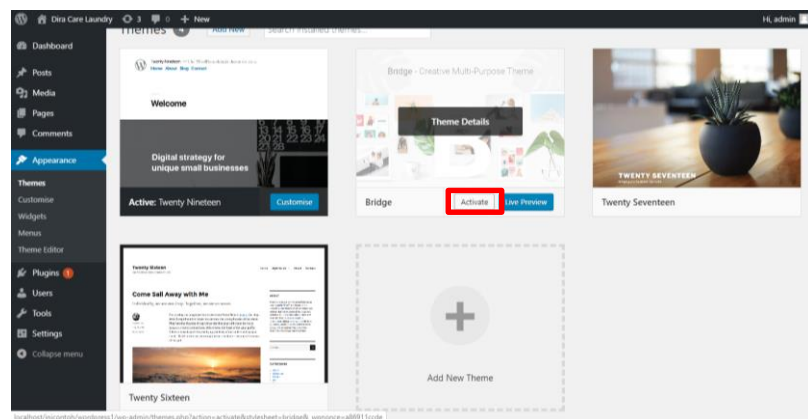 Dira Care Laundry
3
0
New
Hi, admin
Dashboard
Posts
Media
Pages
Comments
Appearance
Themes
Customise
Widgets
Menus
Theme Editor
Plugins 1
Users
Tools
Settings
Collapse menu
Themes
Add New
Search installed themes...
Welcome
Digital strategy for
unique small businesses
Active: Twenty Nineteen
Customise
Bridge - Creative Multi-Purpose Theme
Theme Details
Bridge
Activate
Live Preview
TWENTY SEVENTEEN
Twenty Seventeen
Twenty Sixteen
Come Sail Away with Me
Twenty Sixteen
Add New Theme